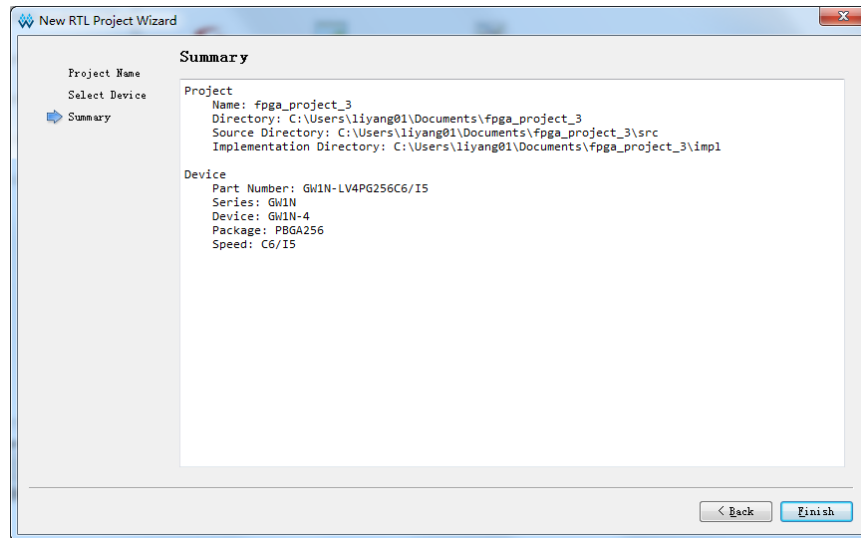 New RTL Project Wizard
Project Name
Select Device
Summary
Summary
Project
Name: fpga_project_3
Directory: C:\Users\liyang01\Documents\fpga_project_3
Source Directory: C:\Users\liyang01\Documents\fpga_project_3\src
Implementation Directory: C:\Users\liyang01\Documents\fpga_project_3\impl
Device
Part Number: GW1N-LV4PG256C6/I5
Series: GW1N
Device: GW1N-4
Package: PBGA256
Speed: C6/I5
< Back
Finish